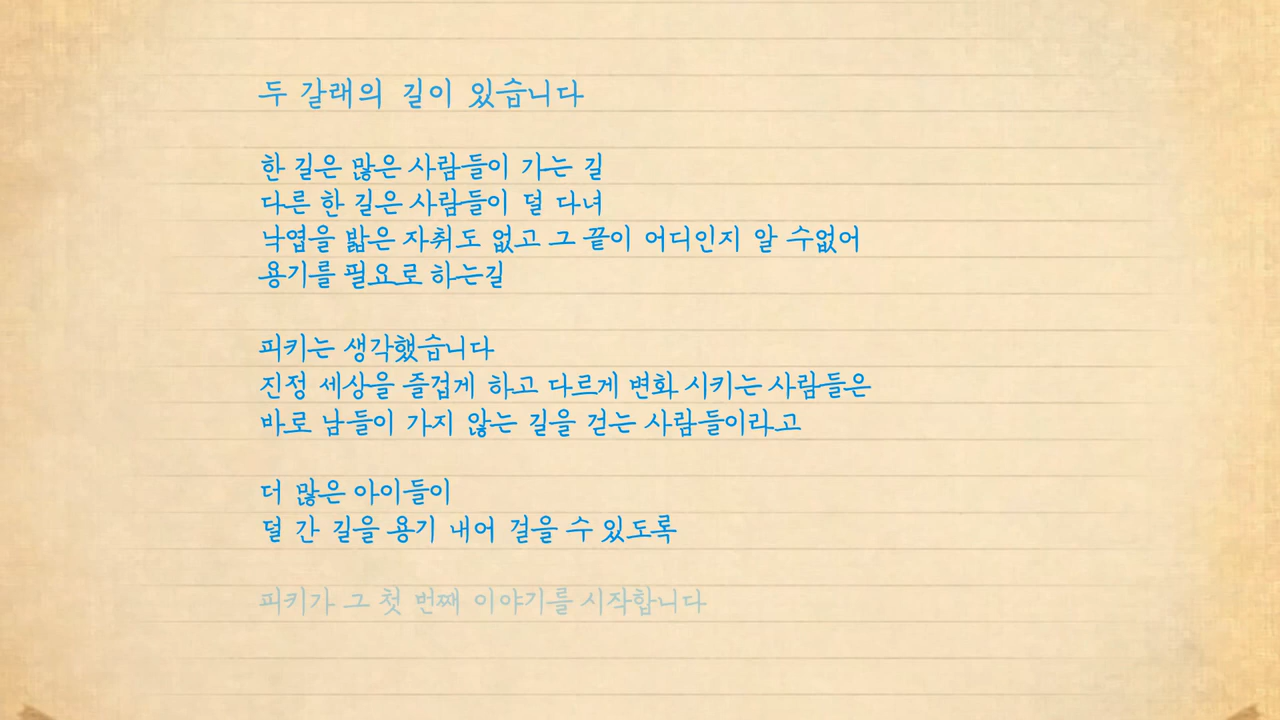 두 갈래의 길이 있습니다
한 길은 많은 사람들이 가는 길
다른 한 길은 사람들이 덜 다녀
낙엽을 밟은 자취도 없고 그 끝이 어디인지 알 수없어
용기를 필요로 하는길
피키는 생각했습니다
진정 세상을 즐겁게 하고 다르게 변화 시키는 사람들은
바로 남들이 가지 않는 길을 걷는 사람들이라고
더 많은 아이들이
덜 간 길을 용기 내어 걸을 수 있도록
피키가 그 첫 번째 이야기를 시작합니다